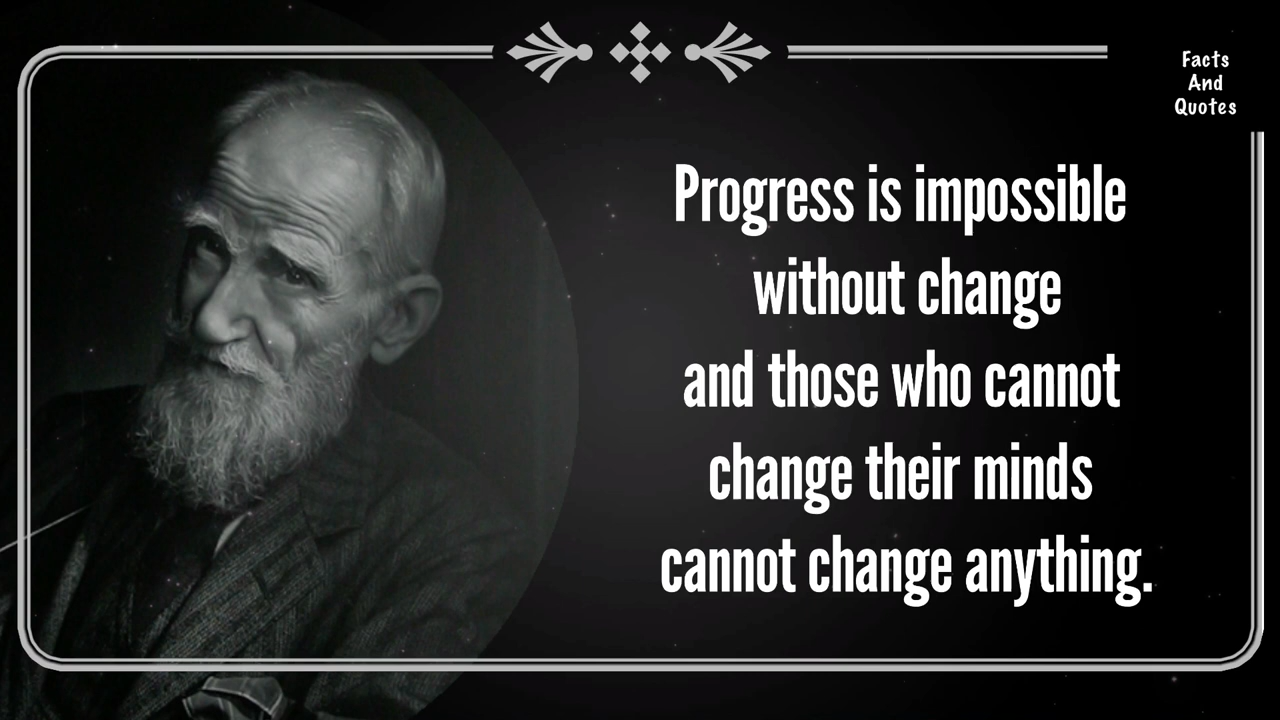 Facts
And
Quotes
Progress is impossible
without change
and those who cannot
change their minds
cannot change anything.